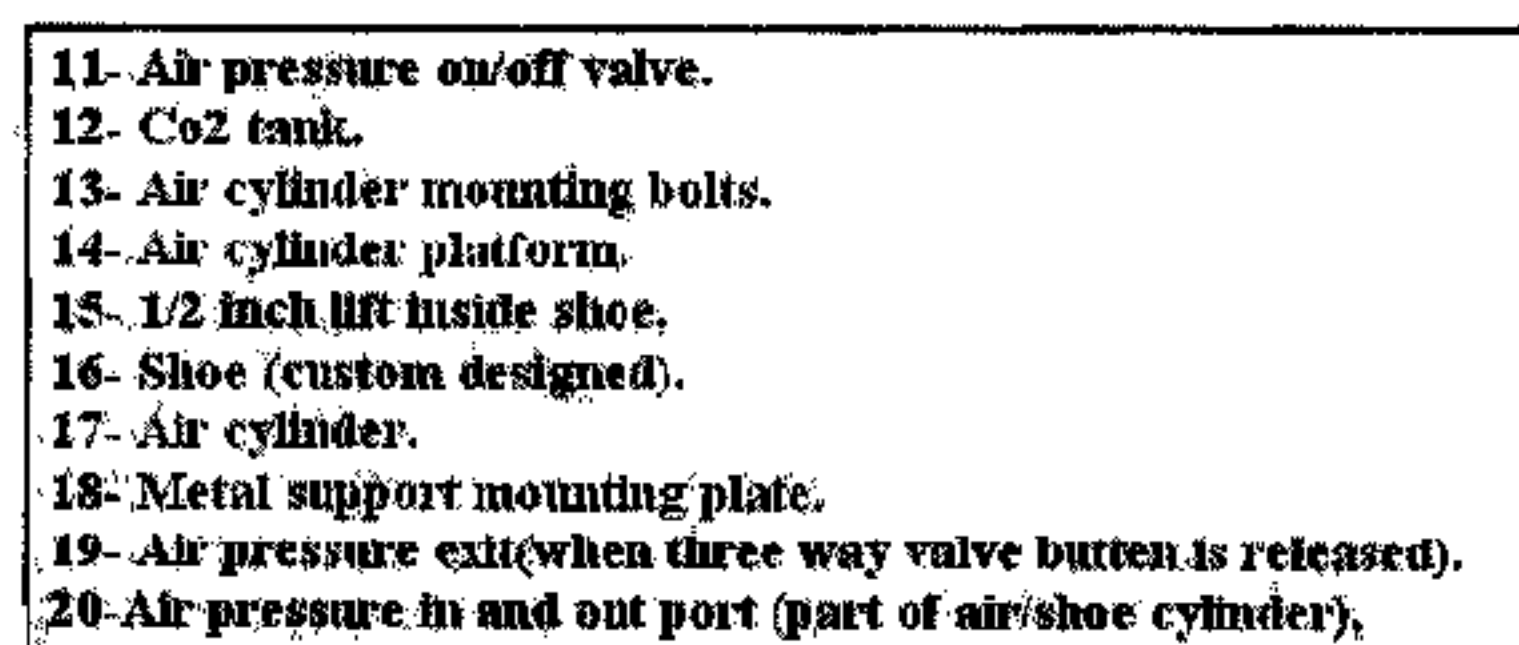 11- Air pressure on/off valve.
12- Co2 tank.
13- Air cylinder mounting bolts.
14- Air cylinder platform.
15- 1/2 inch lift inside shoe.
16- Shoe (custom designed).
17- Air cylinder.
18- Metal support mounting plate.
19- Air pressure exit(when three way valve butten is released).
20-Air pressure in and out port (part of air/shoe cylinder).